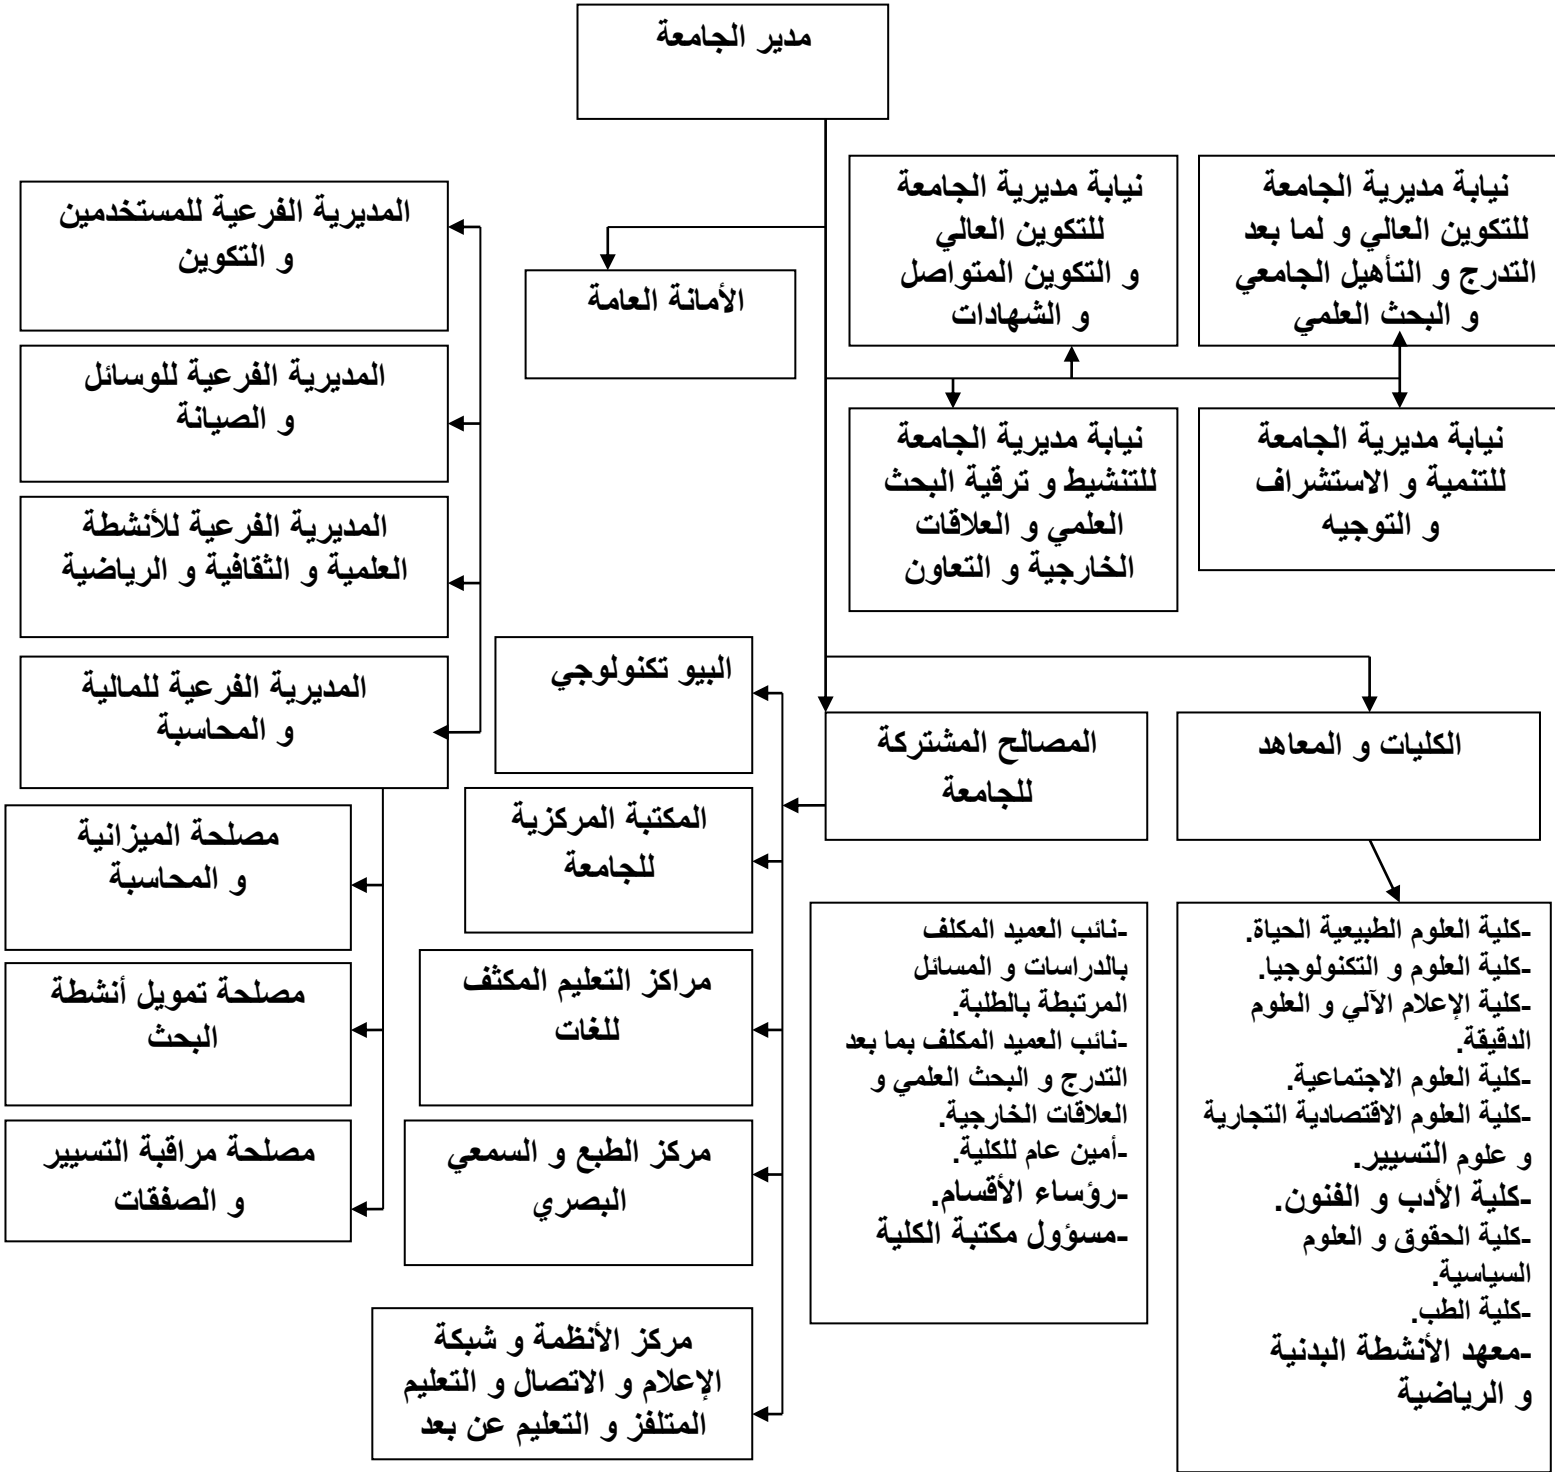 مدير الجامعة
نيابة مديرية الجامعة
للتكوين العالي و لما بعد
التدرج و التأهيل الجامعي
و البحث العلمي
نيابة مديرية الجامعة
للتكوين العالي
و التكوين المتواصل
و الشهادات
الأمانة العامة
المديرية الفرعية للمستخدمين
و التكوين
المديرية الفرعية للوسائل
و الصيانة
نيابة مديرية الجامعة
للتنمية و الاستشراف
و التوجيه
نيابة مديرية الجامعة
للتنشيط و ترقية البحث
العلمي و العلاقات
الخارجية و التعاون
المديرية الفرعية للأنشطة
العلمية و الثقافية و الرياضية
المديرية الفرعية للمالية
و المحاسبة
الكليات و المعاهد
المصالح المشتركة
للجامعة
البيو تكنولوجي
المكتبة المركزية
للجامعة
مصلحة الميزانية
و المحاسبة
-كلية العلوم الطبيعية الحياة.
-كلية العلوم و التكنولوجيا.
-كلية الإعلام الآلي و العلوم
الدقيقة.
-كلية العلوم الاجتماعية.
-كلية العلوم الاقتصادية التجارية
و علوم التسيير.
-كلية الأدب و الفنون.
-كلية الحقوق و العلوم
السياسية.
-كلية الطب.
-معهد الأنشطة البدنية
و الرياضية
-نائب العميد المكلف
بالدراسات و المسائل
المرتبطة بالطلبة.
-نائب العميد المكلف بما بعد
التدرج و البحث العلمي و
العلاقات الخارجية.
-أمين عام للكلية.
-رؤساء الأقسام.
-مسؤول مكتبة الكلية
مراكز التعليم المكثف
للغات
مصلحة تمويل أنشطة
البحث
مركز الطبع و السمعي
البصري
مصلحة مراقبة التسيير
و الصفقات
مركز الأنظمة و شبكة
الإعلام و الاتصال و التعليم
المتلفز و التعليم عن بعد